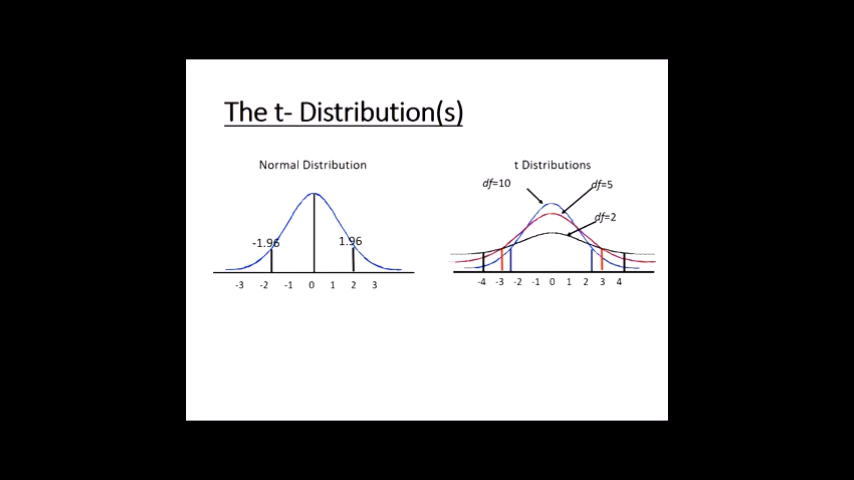 The t- Distribution(s)
Normal Distribution
-1.96
1.96
-3 -2 -1 0 1 2 3
t Distributions
df=10
df=5
df=2
-4 -3 -2 -1 0 1 2 3 4